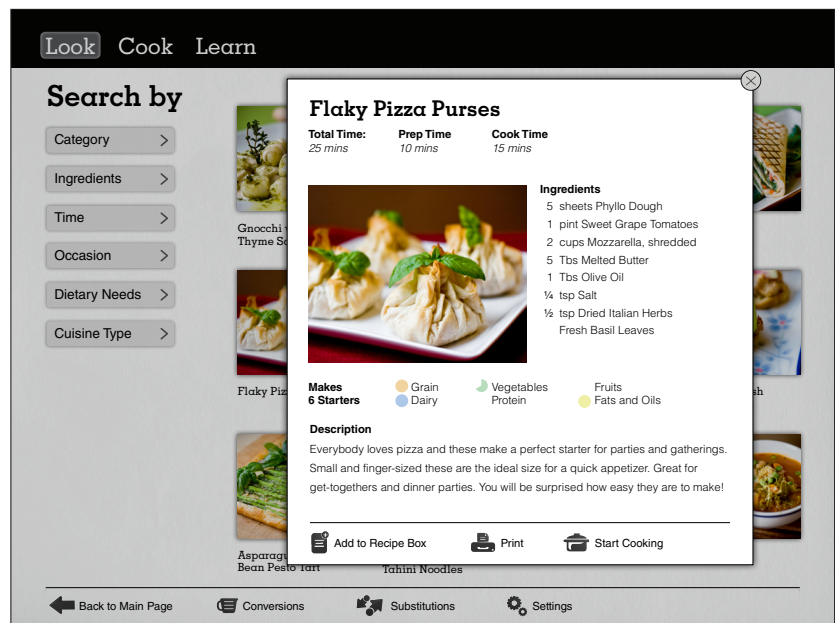 Look Cook Learn
Search by
Category
Ingredients
Time
Occasion
Dietary Needs
Cuisine Type
Gnocchi
Thyme
Flaky
Asparagu
Bean Pesto Tart
Tahini Noodles
Flaky Pizza Purses
Total Time: Prep Time Cook Time
25 mins 10 mins 15 mins
Ingredients
5 sheets Phyllo Dough
1 pint Sweet Grape Tomatoes
2 cups Mozzarella, shredded
5 Tbs Melted Butter
1 Tbs Olive Oil
¼ tsp Salt
½ tsp Dried Italian Herbs
Fresh Basil Leaves
Makes Grain Vegetables Fruits
6 Starters Dairy Protein Fats and Oils
Description
Everybody loves pizza and these make a perfect starter for parties and gatherings.
Small and finger-sized these are the ideal size for a quick appetizer. Great for
get-togethers and dinner parties. You will be surprised how easy they are to make!
Add to Recipe Box Print Start Cooking
Back to Main Page Conversions Substitutions Settings